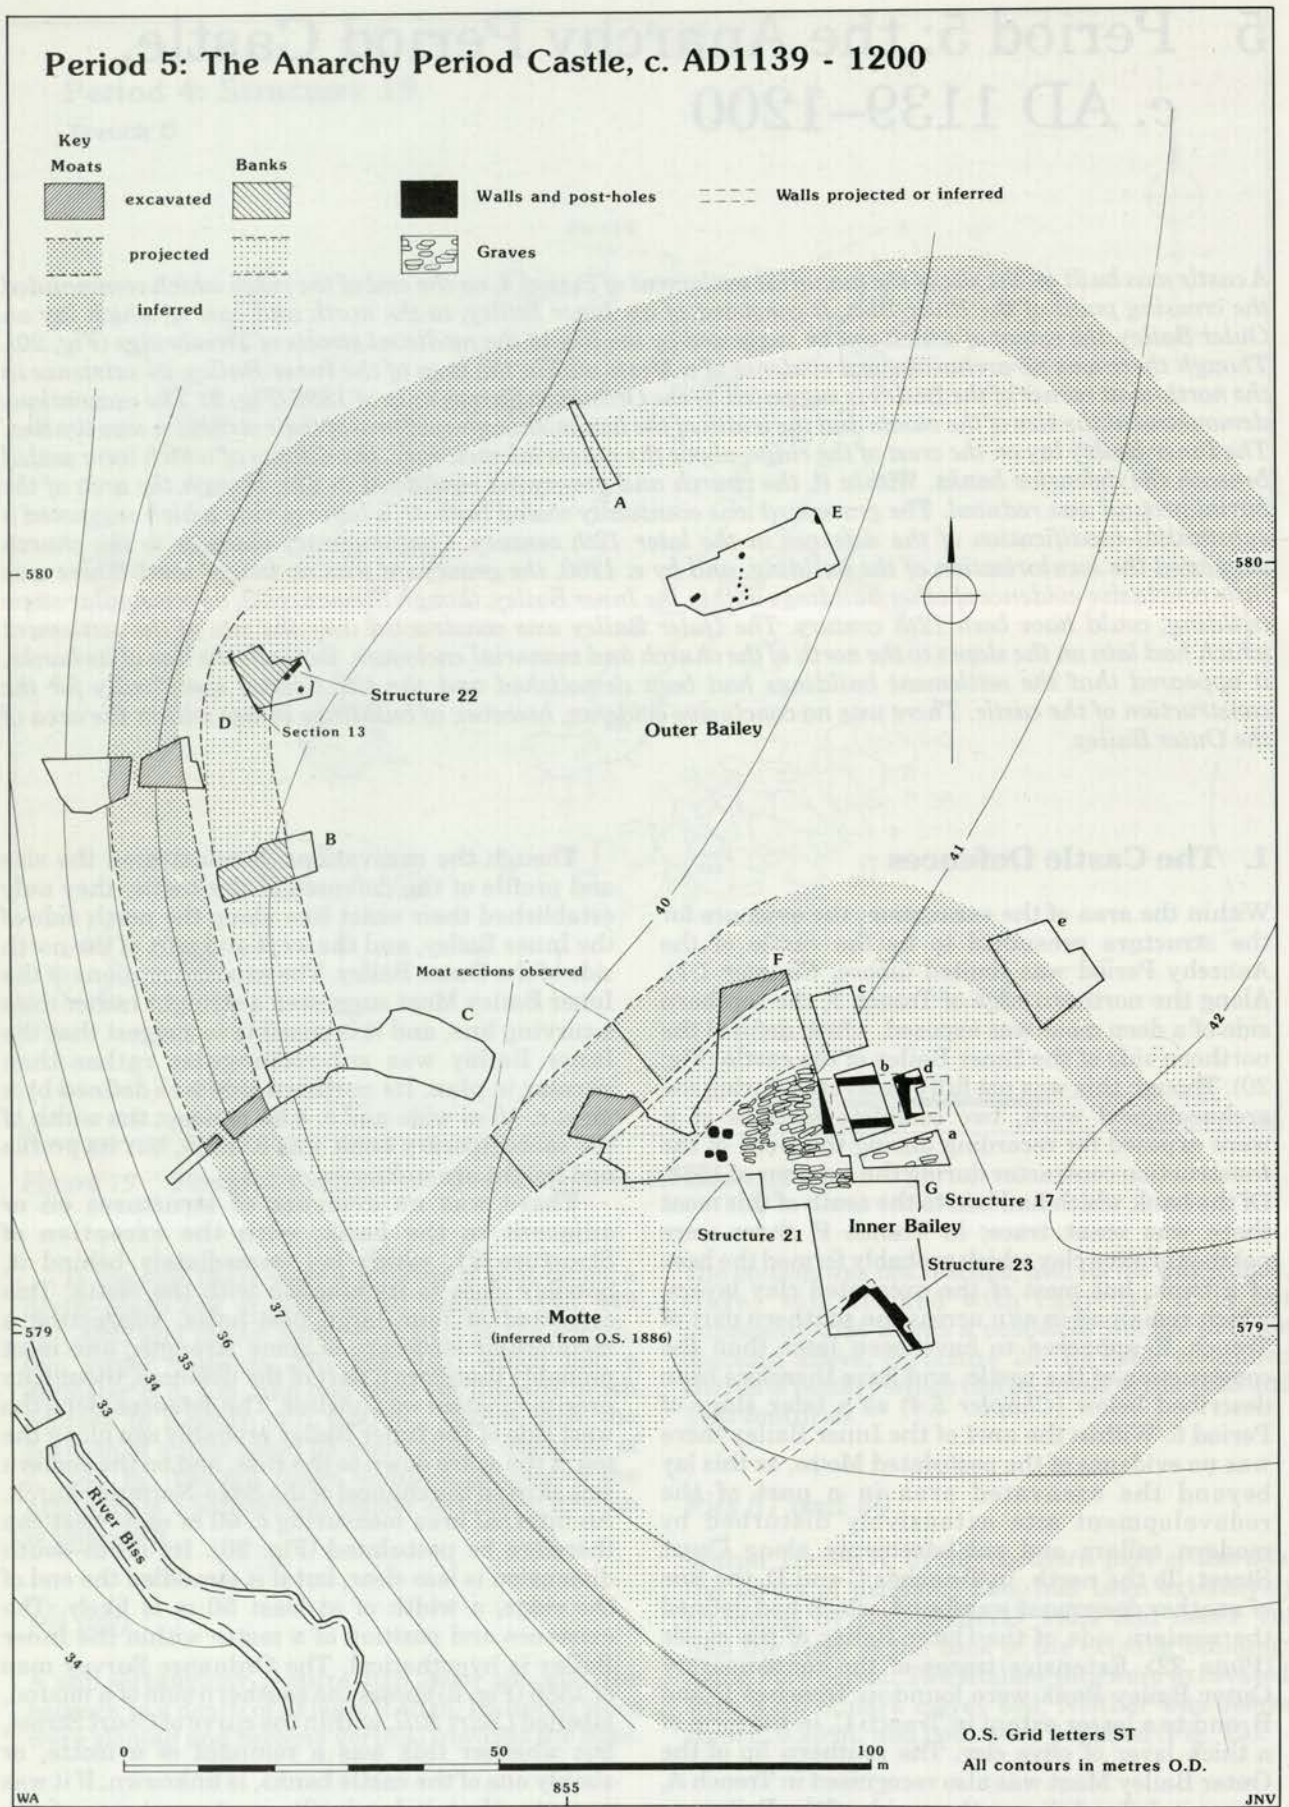 Period 5: The Anarchy Period Castle, c. AD1139 - 1200
Key
Moats
Banks
excavated
Walls and post-holes
Walls projected or inferred
projected
Graves
inferred
A
E
580
580
Structure 22
D
Section 13
Outer Bailey
B
41
40
e
Moat sections observed
F
c
C
42
b
d
a
G
Structure 17
Structure 21
Inner Bailey
Structure 23
37
Motte
(inferred from O.S. 1886)
579
579
36
35
34
33
River Biss
34
O.S. Grid letters ST
0
50
100
m
All contours in metres O.D.
855
WA
JNV